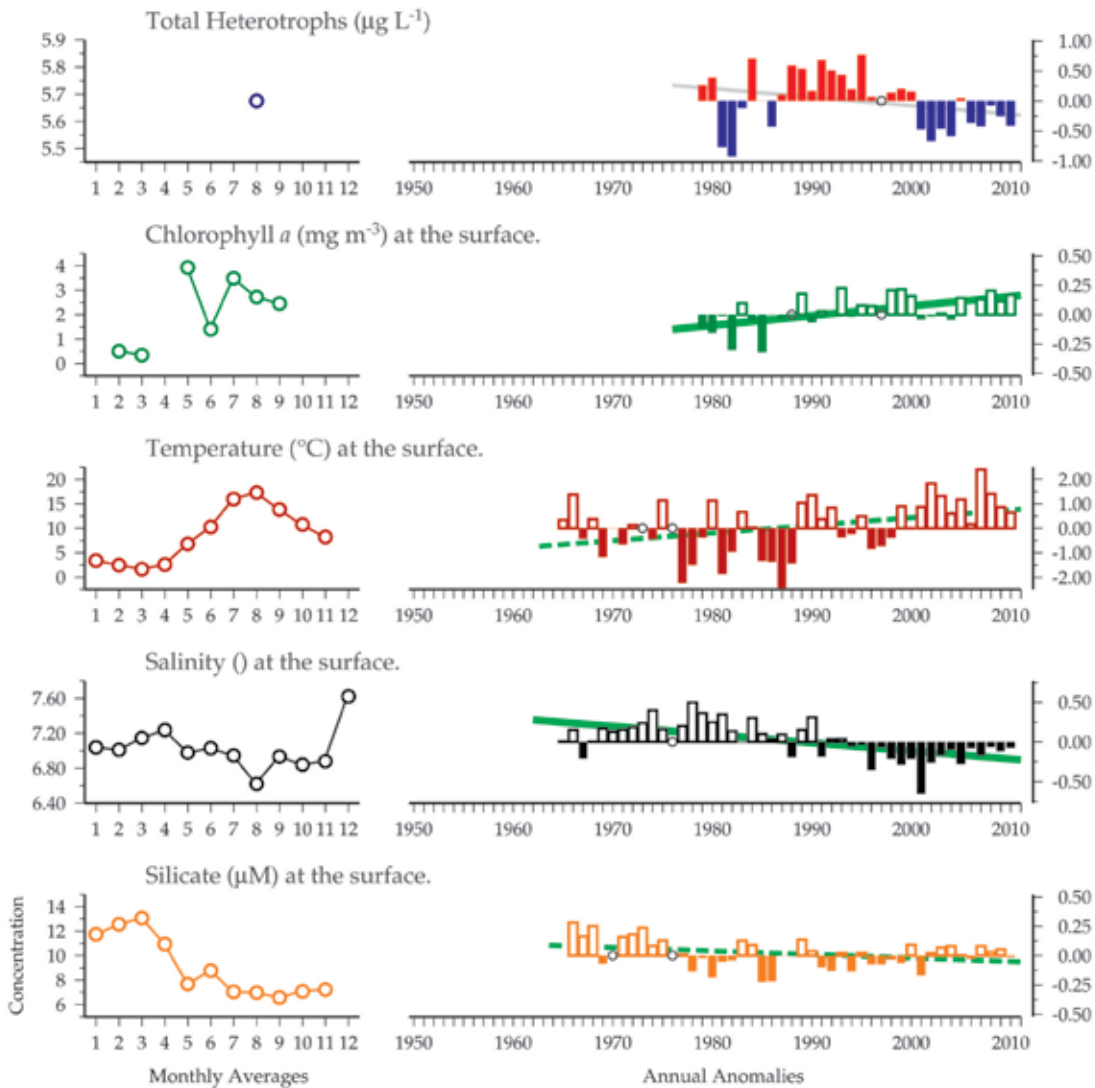 Total Heterotrophs (µg L-1)
5.9
5.8
5.7
5.6
5.5
1.00
0.50
0.00
-0.50
-1.00
1 2 3 4 5 6 7 8 9 10 11 12
1950 1960 1970 1980 1990 2000 2010
Chlorophyll a (mg m-3) at the surface.
4
3
2
1
0
0.50
0.25
0.00
-0.25
-0.50
1 2 3 4 5 6 7 8 9 10 11 12
1950 1960 1970 1980 1990 2000 2010
Temperature (°C) at the surface.
20
15
10
5
0
2.00
1.00
0.00
-1.00
-2.00
1 2 3 4 5 6 7 8 9 10 11 12
1950 1960 1970 1980 1990 2000 2010
Salinity () at the surface.
7.60
7.20
6.80
6.40
0.50
0.00
-0.50
1 2 3 4 5 6 7 8 9 10 11 12
1950 1960 1970 1980 1990 2000 2010
Silicate (µM) at the surface.
Concentration
14
12
10
8
6
0.50
0.25
0.00
-0.25
-0.50
1 2 3 4 5 6 7 8 9 10 11 12
1950 1960 1970 1980 1990 2000 2010
Monthly Averages
Annual Anomalies